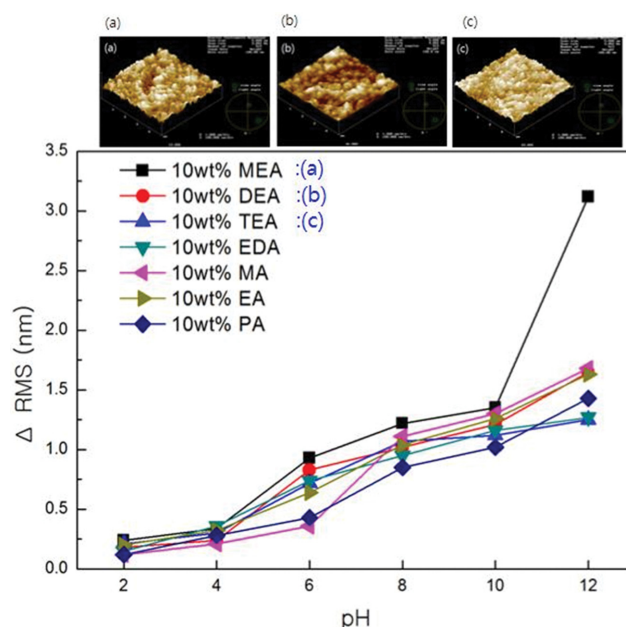 (a) (b) (c)
(a) (b) (c)
3.5
3.0
2.5
2.0
1.5
1.0
0.5
0.0
Δ RMS (nm)
10wt% MEA :(a)
10wt% DEA :(b)
10wt% TEA :(c)
10wt% EDA
10wt% MA
10wt% EA
10wt% PA
2 4 6 8 10 12
pH